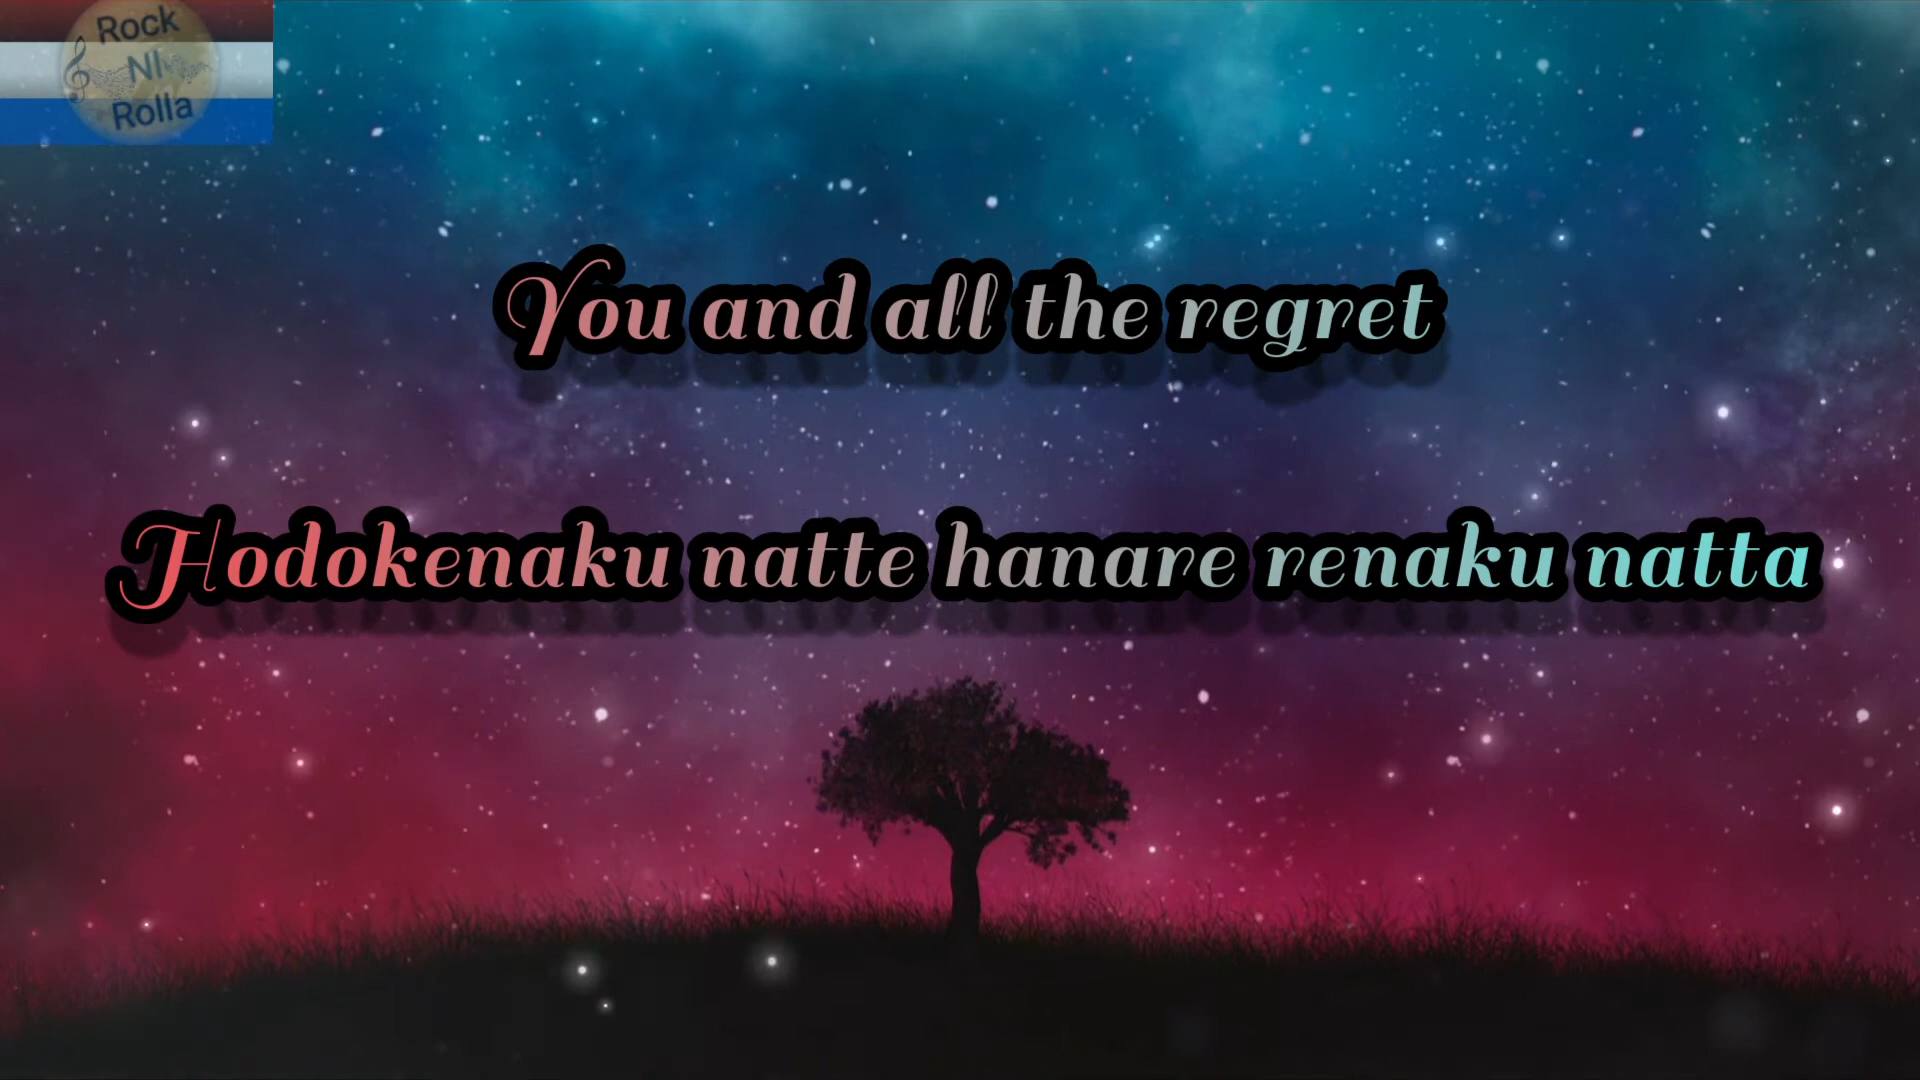 Rock
Nl
Rolla
You and all the regret
Hodokenaku natte hanare renaku natta